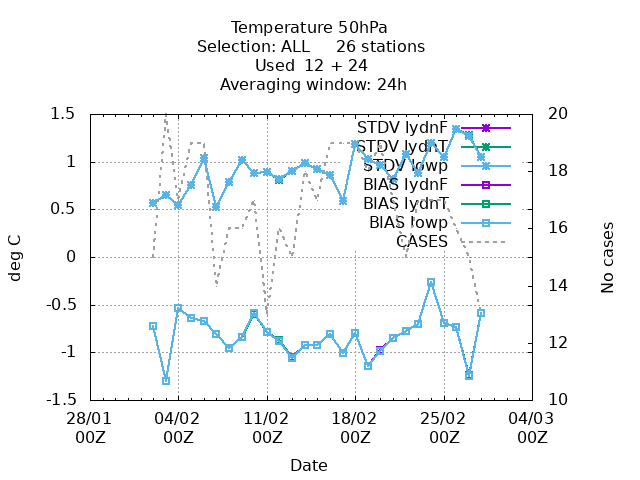 Temperature 50hPa
Selection: ALL     26 stations
Used  12 + 24
Averaging window: 24h
1.5
1
0.5
0
-0.5
-1
-1.5
20
18
16
14
12
10
deg C
No cases
STDV lydnF
STDV lydnT
STDV lowp
BIAS lydnF
BIAS lydnT
BIAS lowp
CASES
28/01 04/02 11/02 18/02 25/02 04/03
00Z 00Z 00Z 00Z 00Z 00Z
Date